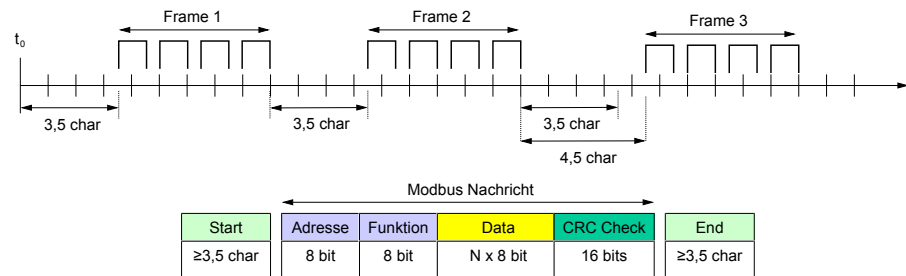 Frame 1
Frame 2
Frame 3
t0
3,5 char
3,5 char
3,5 char
4,5 char
Modbus Nachricht
Start Adresse Funktion Data CRC Check End
≥3,5 char 8 bit 8 bit N x 8 bit 16 bits ≥3,5 char